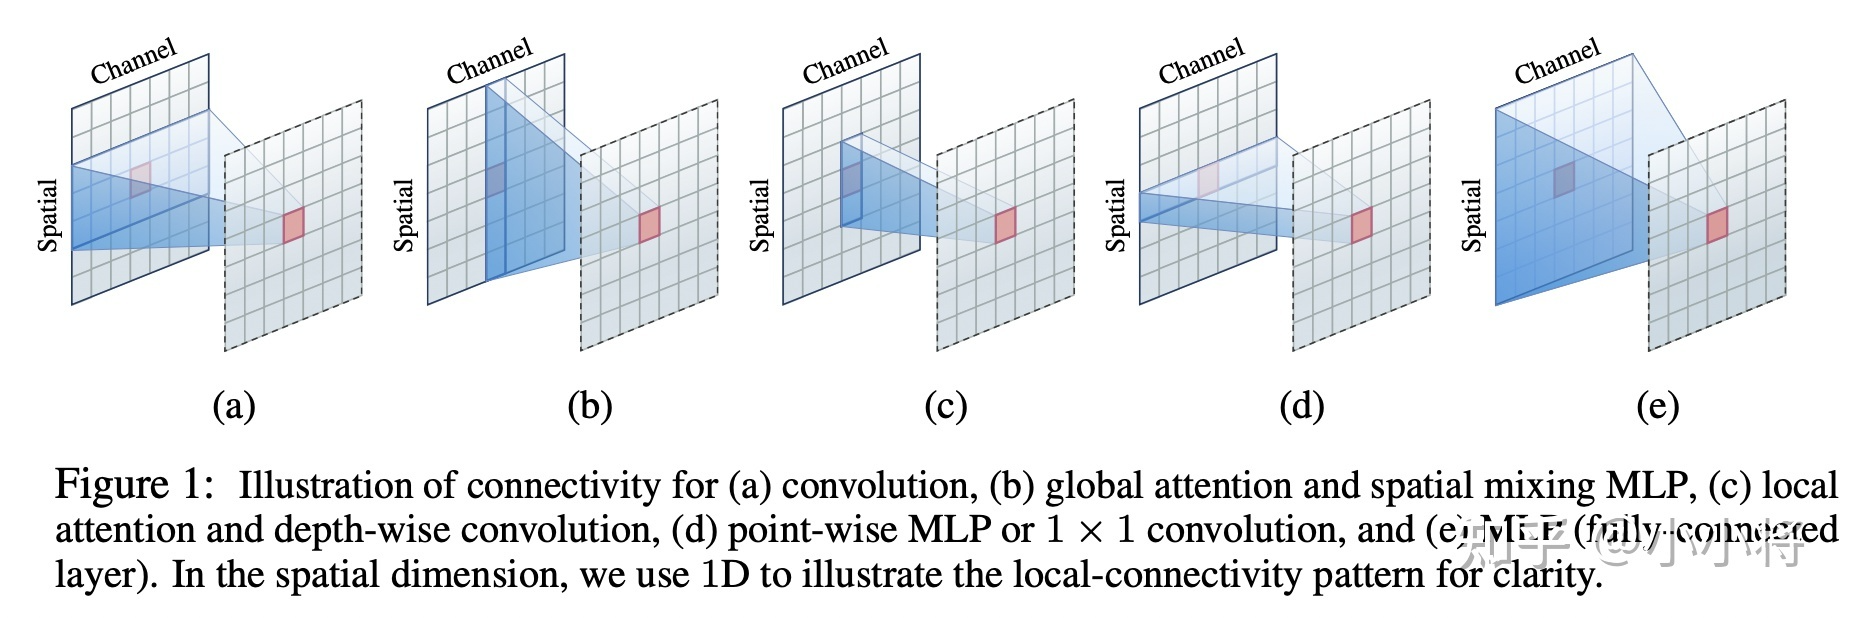 Channel Channel Channel Channel Channel
Spatial Spatial Spatial Spatial Spatial
(a) (b) (c) (d) (e)
Figure 1: Illustration of connectivity for (a) convolution, (b) global attention and spatial mixing MLP, (c) local
attention and depth-wise convolution, (d) point-wise MLP or 1 × 1 convolution, and (e) MLP (fully-connected
layer). In the spatial dimension, we use 1D to illustrate the local-connectivity pattern for clarity.
知乎 @小小将